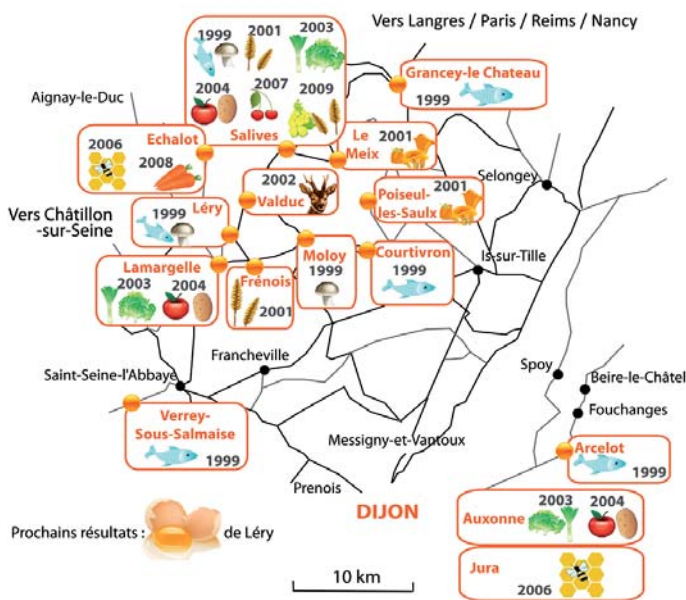 Vers Langres / Paris / Reims / Nancy
1999
2001
2003
2004
2007
2009
Salives
Grancey-le Chateau
1999
Aignay-le-Duc
2006
Echalot
2008
Le
Meix
2001
Selongey
2002
Valduc
Poiseul-
les-Saulx
2001
Vers Châtillon
-sur-Seine
1999
Léry
Lamargelle
2003
2004
Frénois
2001
Moloy
1999
Courtivron
1999
Is-sur-Tille
Francheville
Saint-Seine-l'Abbaye
Spoy
Beire-le-Châtel
Fouchanges
Verrey-
Sous-Salmaise
1999
Messigny-et-Vantoux
Prenois
Arcelot
1999
DIJON
Auxonne
2003
2004
Prochains résultats :
de Léry
Jura
2006
10 km